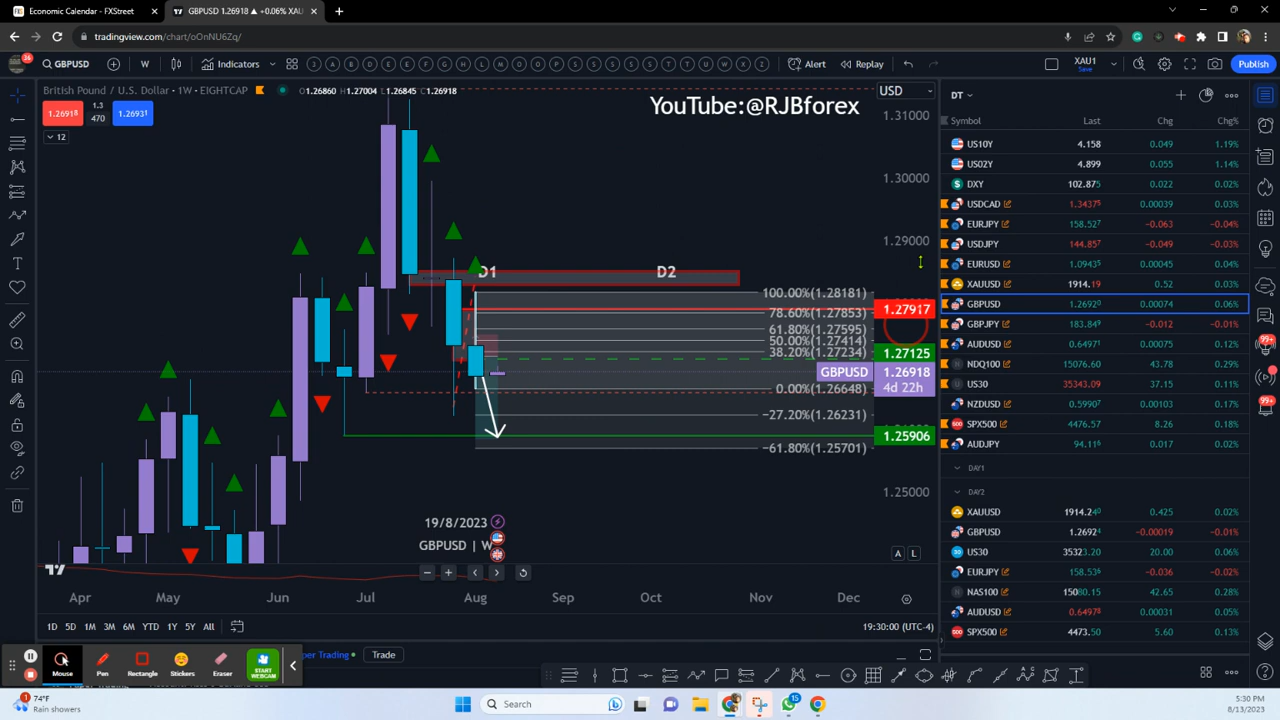 Economic Calendar - FXStreet
GBPUSD 1.26918 ▲ +0.06% XAU
tradingview.com/chart/oOnNU6Zq/
36
GBPUSD
W
Indicators
J A B D E F G H L M O P S S S S S T T U W X Z
Alert
Replay
XAU1
Save
Publish
British Pound / U.S. Dollar · 1W · EIGHTCAP
O1.26860 H1.27004 L1.26845 C1.26918
1.26918
1.3
470
1.26931
12
YouTube:@RJBforex
USD
D1
D2
100.00%(1.28181)
78.60%(1.27853)
61.80%(1.27595)
50.00%(1.27414)
38.20%(1.27234)
0.00%(1.26648)
−27.20%(1.26231)
−61.80%(1.25701)
1.31000
1.30000
1.29000
1.27917
1.27125
GBPUSD
1.26918
4d 22h
1.25906
1.25000
19/8/2023
GBPUSD | W
A
L
Apr
May
Jun
Jul
Aug
Sep
Oct
Nov
Dec
1D 5D 1M 3M 6M YTD 1Y 5Y All
19:30:00 (UTC-4)
DT
Symbol Last Chg Chg%
US10Y 4.158 0.049 1.19%
US02Y 4.899 0.055 1.14%
DXY 102.875 0.022 0.02%
USDCAD 1.34375 0.00039 0.03%
EURJPY 158.527 -0.063 -0.04%
USDJPY 144.857 -0.049 -0.03%
EURUSD 1.09435 0.00045 0.04%
XAUUSD 1914.19 0.52 0.03%
GBPUSD 1.26920 0.00074 0.06%
GBPJPY 183.849 -0.012 -0.01%
AUDUSD 0.64971 0.00075 0.12%
NDQ100 15076.60 43.78 0.29%
US30 35343.09 37.15 0.11%
NZDUSD 0.59907 0.00103 0.17%
SPX500 4476.57 8.26 0.18%
AUDJPY 94.116 0.017 0.02%
DAY1
DAY2
XAUUSD 1914.240 0.425 0.02%
GBPUSD 1.26924 -0.00019 -0.01%
US30 35323.20 20.00 0.06%
EURJPY 158.536 -0.036 -0.02%
NAS100 15080.15 42.65 0.28%
AUDUSD 0.64978 0.00031 0.05%
SPX500 4473.50 5.60 0.13%
99+
99+
Mouse
Pen
Rectangle
Stickers
Eraser
START WEBCAM
per Trading
Trade
74°F
Rain showers
Search
15
5:30 PM
8/13/2023